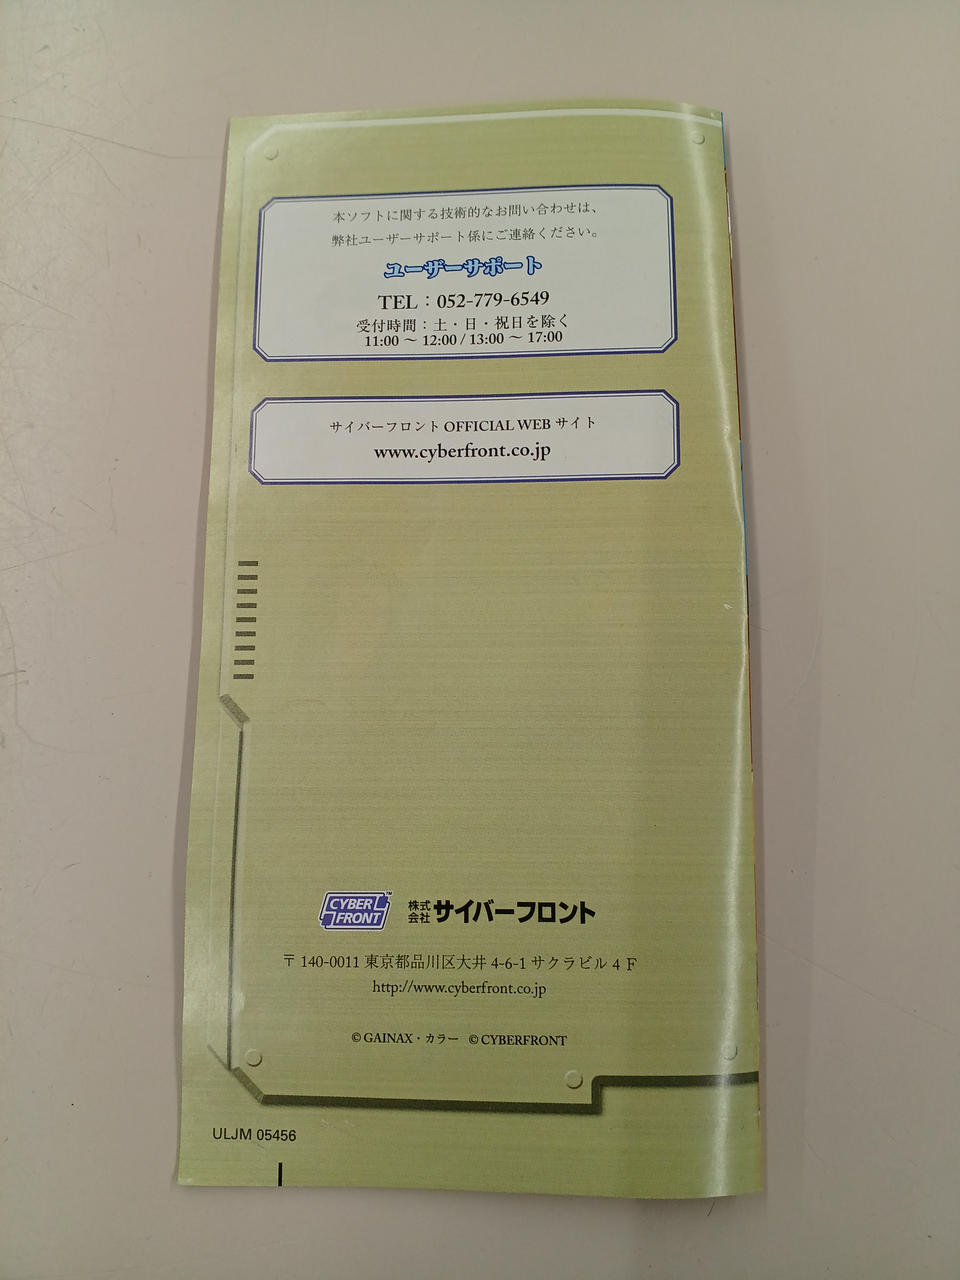 本ソフトに関する技術的なお問い合わせは、
弊社ユーザーサポート係にご連絡ください。
ユーザーサポート
TEL：052-779-6549
受付時間：土・日・祝日を除く
11:00 〜 12:00 / 13:00 〜 17:00
サイバーフロント OFFICIAL WEB サイト
www.cyberfront.co.jp
CYBER FRONT™ 株式会社サイバーフロント
〒140-0011 東京都品川区大井 4-6-1 サクラビル 4 F
http://www.cyberfront.co.jp
© GAINAX・カラー © CYBERFRONT
ULJM 05456